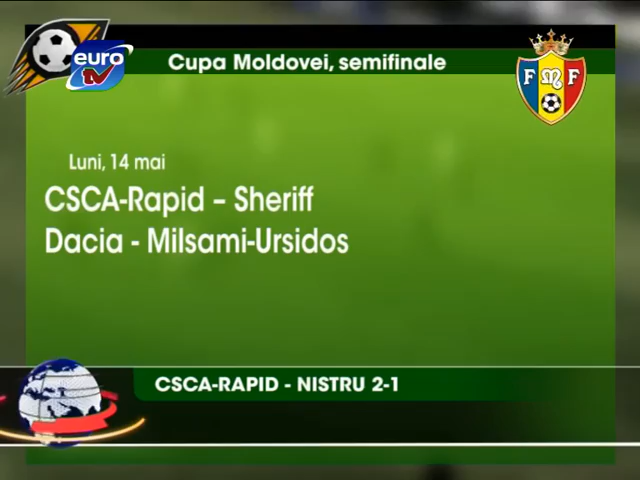 euro
tv
Cupa Moldovei, semifinale
F M F
Luni, 14 mai
CSCA-Rapid – Sheriff
Dacia - Milsami-Ursidos
CSCA-RAPID - NISTRU 2-1